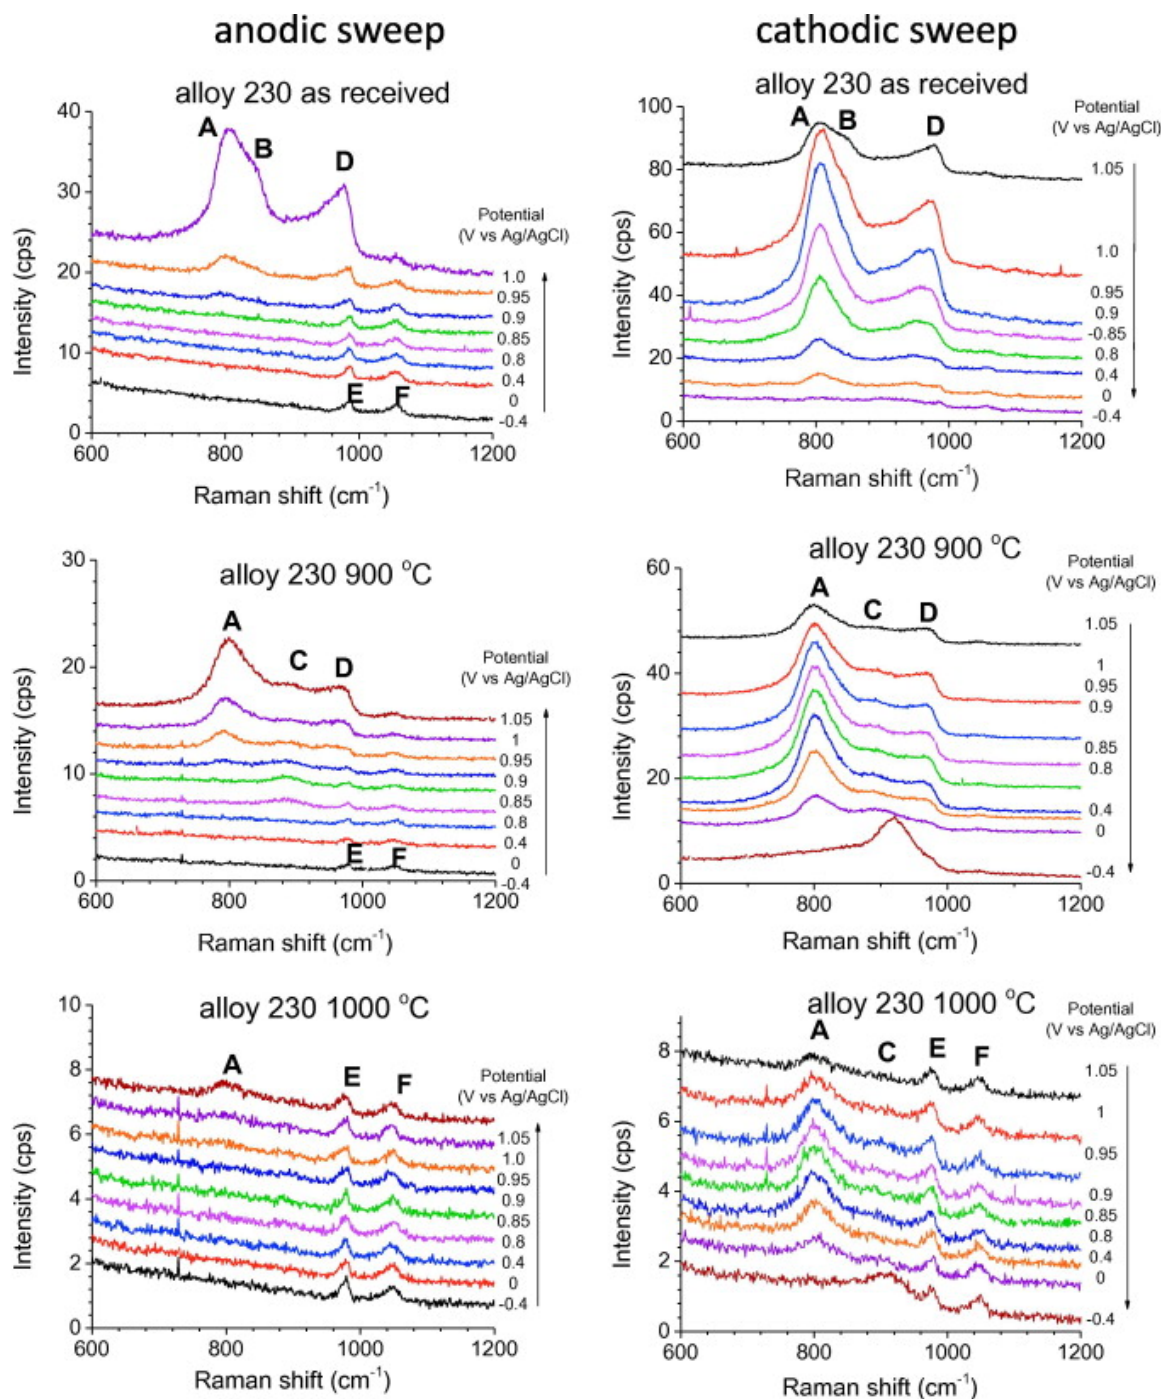 anodic sweep
cathodic sweep
alloy 230 as received
40
30
20
10
0
Intensity (cps)
A
B
D
E
F
Potential
(V vs Ag/AgCl)
1.0
0.95
0.9
0.85
0.8
0.4
0
-0.4
600
800
1000
1200
Raman shift (cm⁻¹)
alloy 230 as received
100
80
60
40
20
0
Intensity (cps)
A
B
D
Potential
(V vs Ag/AgCl)
1.05
1.0
0.95
0.9
-0.85
0.8
0.4
0
-0.4
600
800
1000
1200
Raman shift (cm⁻¹)
alloy 230 900 °C
30
20
10
0
Intensity (cps)
A
C
D
E
F
Potential
(V vs Ag/AgCl)
1.05
1
0.95
0.9
0.85
0.8
0.4
0
-0.4
600
800
1000
1200
Raman shift (cm⁻¹)
alloy 230 900 °C
60
40
20
0
Intensity (cps)
A
C
D
Potential
(V vs Ag/AgCl)
1.05
1
0.95
0.9
0.85
0.8
0.4
0
-0.4
600
800
1000
1200
Raman shift (cm⁻¹)
alloy 230 1000 °C
10
8
6
4
2
0
Intensity (cps)
A
E
F
Potential
(V vs Ag/AgCl)
1.05
1.0
0.95
0.9
0.85
0.8
0.4
0
-0.4
600
800
1000
1200
Raman shift (cm⁻¹)
alloy 230 1000 °C
8
6
4
2
0
Intensity (cps)
A
C
E
F
Potential
(V vs Ag/AgCl)
1.05
1
0.95
0.9
0.85
0.8
0.4
0
-0.4
600
800
1000
1200
Raman shift (cm⁻¹)